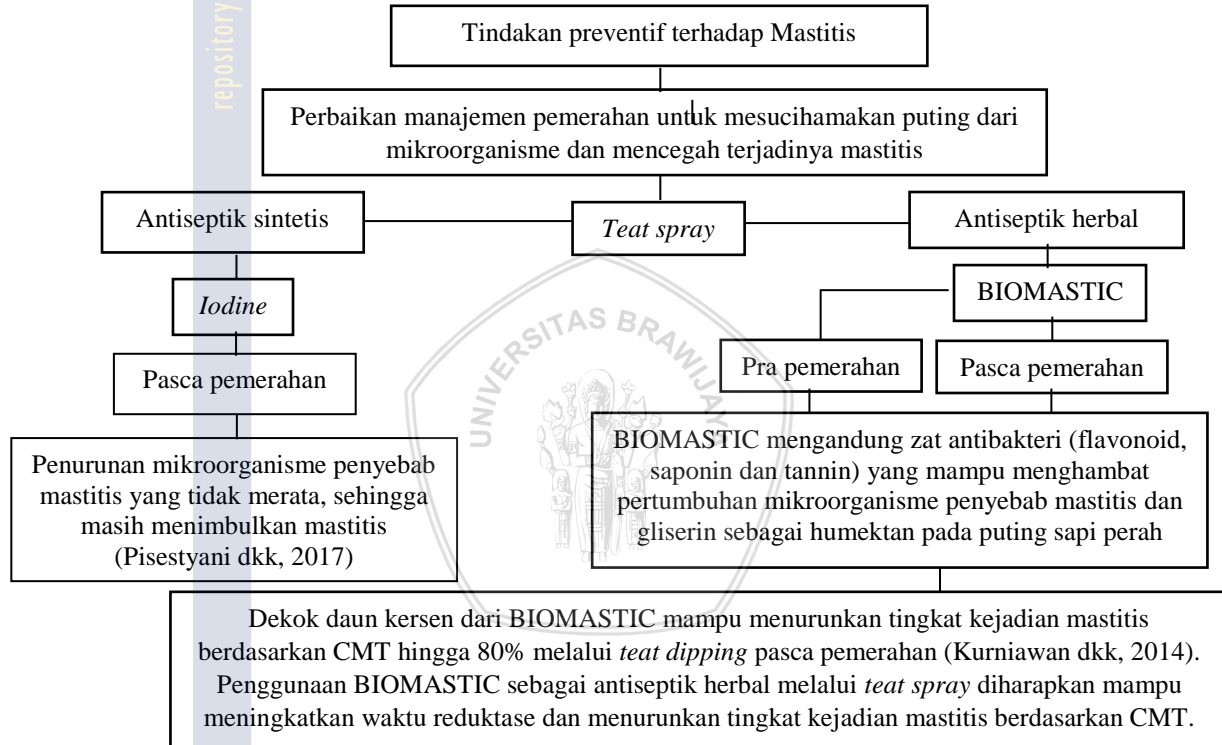 repository
Tindakan preventif terhadap Mastitis
Perbaikan manajemen pemerahan untuk mesucihamakan puting dari
mikroorganisme dan mencegah terjadinya mastitis
Antiseptik sintetis
Teat spray
Antiseptik herbal
Iodine
BIOMASTIC
UNIVERSITAS BRAWIJAYA
Pasca pemerahan
Pra pemerahan
Pasca pemerahan
Penurunan mikroorganisme penyebab
mastitis yang tidak merata, sehingga
masih menimbulkan mastitis
(Pisestyani dkk, 2017)
BIOMASTIC mengandung zat antibakteri (flavonoid,
saponin dan tannin) yang mampu menghambat
pertumbuhan mikroorganisme penyebab mastitis dan
gliserin sebagai humektan pada puting sapi perah
Dekok daun kersen dari BIOMASTIC mampu menurunkan tingkat kejadian mastitis
berdasarkan CMT hingga 80% melalui teat dipping pasca pemerahan (Kurniawan dkk, 2014).
Penggunaan BIOMASTIC sebagai antiseptik herbal melalui teat spray diharapkan mampu
meningkatkan waktu reduktase dan menurunkan tingkat kejadian mastitis berdasarkan CMT.